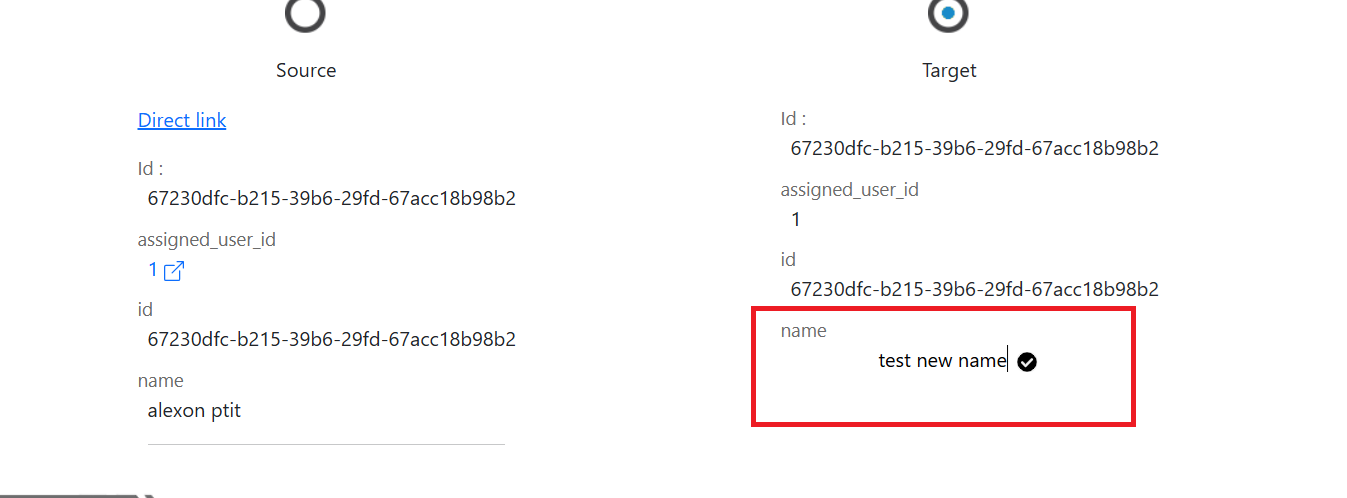 Source
Direct link
Id :
67230dfc-b215-39b6-29fd-67acc18b98b2
assigned_user_id
1
id
67230dfc-b215-39b6-29fd-67acc18b98b2
name
alexon ptit
Target
Id :
67230dfc-b215-39b6-29fd-67acc18b98b2
assigned_user_id
1
id
67230dfc-b215-39b6-29fd-67acc18b98b2
name
test new name